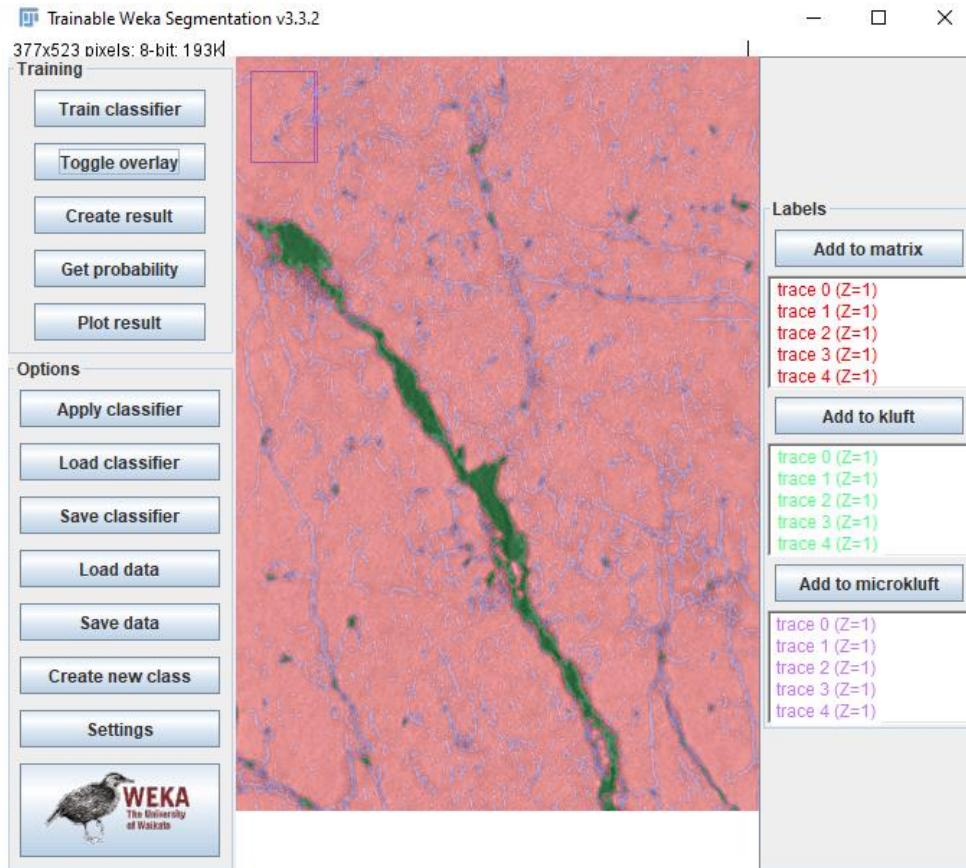 Trainable Weka Segmentation v3.3.2
377x523 pixels: 8-bit: 193K
Training
Train classifier
Toggle overlay
Create result
Get probability
Plot result
Options
Apply classifier
Load classifier
Save classifier
Load data
Save data
Create new class
Settings
WEKA
The University
of Waikato
Labels
Add to matrix
trace 0 (Z=1)
trace 1 (Z=1)
trace 2 (Z=1)
trace 3 (Z=1)
trace 4 (Z=1)
Add to kluft
trace 0 (Z=1)
trace 1 (Z=1)
trace 2 (Z=1)
trace 3 (Z=1)
trace 4 (Z=1)
Add to microkluft
trace 0 (Z=1)
trace 1 (Z=1)
trace 2 (Z=1)
trace 3 (Z=1)
trace 4 (Z=1)